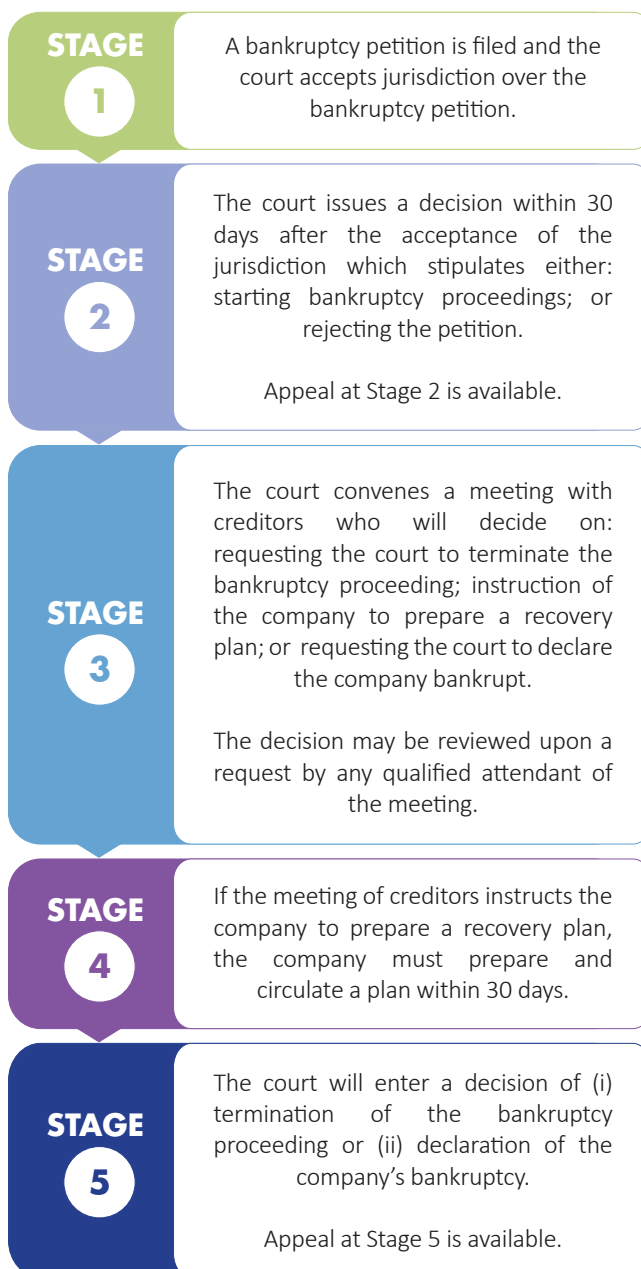 STAGE
1
A bankruptcy petition is filed and the
court accepts jurisdiction over the
bankruptcy petition.
STAGE
2
The court issues a decision within 30
days after the acceptance of the
jurisdiction which stipulates either:
starting bankruptcy proceedings; or
rejecting the petition.
Appeal at Stage 2 is available.
STAGE
3
The court convenes a meeting with
creditors who will decide on:
requesting the court to terminate the
bankruptcy proceeding; instruction of
the company to prepare a recovery
plan; or requesting the court to declare
the company bankrupt.
The decision may be reviewed upon a
request by any qualified attendant of
the meeting.
STAGE
4
If the meeting of creditors instructs the
company to prepare a recovery plan,
the company must prepare and
circulate a plan within 30 days.
STAGE
5
The court will enter a decision of (i)
termination of the bankruptcy
proceeding or (ii) declaration of the
company’s bankruptcy.
Appeal at Stage 5 is available.